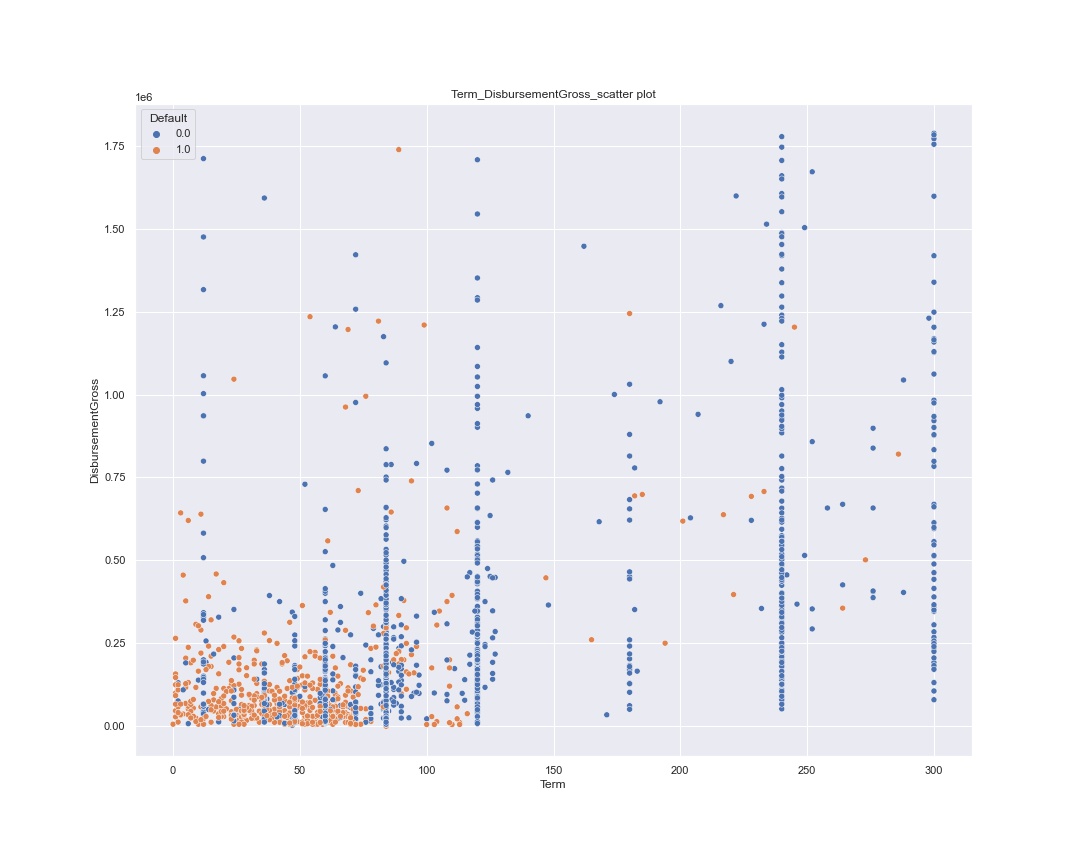 Term_DisbursementGross_scatter plot
1e6
Default
0.0
1.0
1.75
1.50
1.25
1.00
0.75
0.50
0.25
0.00
DisbursementGross
0 50 100 150 200 250 300
Term